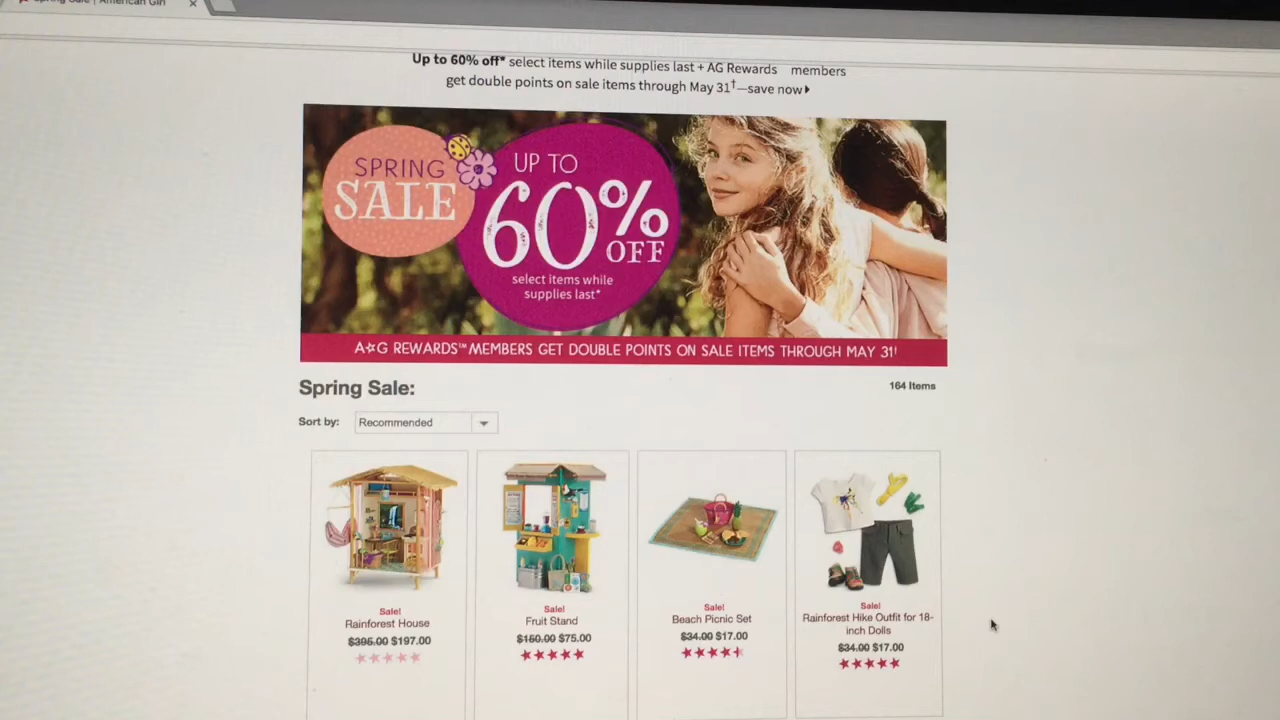 Spring Sale | American Girl
Up to 60% off* select items while supplies last + AG Rewards members
get double points on sale items through May 31†—save now
SPRING
SALE
UP TO
60%
OFF
select items while
supplies last*
A☆G REWARDS™ MEMBERS GET DOUBLE POINTS ON SALE ITEMS THROUGH MAY 31†
Spring Sale:
164 Items
Sort by:
Recommended
Sale!
Rainforest House
$395.00 $197.00
Sale!
Fruit Stand
$150.00 $75.00
Sale!
Beach Picnic Set
$34.00 $17.00
Sale!
Rainforest Hike Outfit for 18-
inch Dolls
$34.00 $17.00